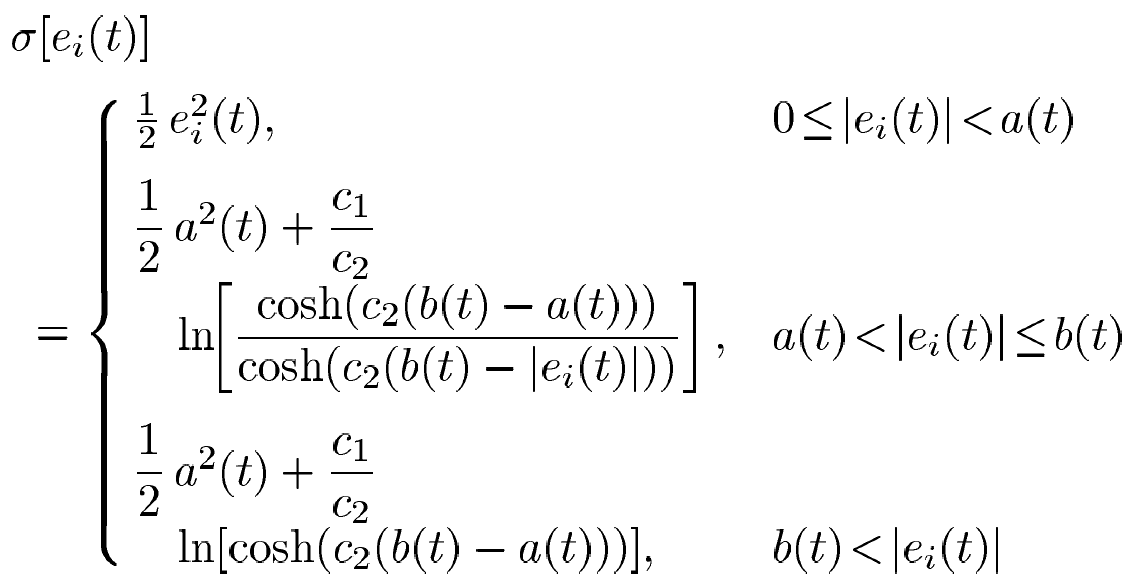 σ[e_i(t)]
= { 1/2 e_i^2(t), 0 ≤ |e_i(t)| < a(t)
1/2 a^2(t) + c_1/c_2
ln[cosh(c_2(b(t) − a(t)))/cosh(c_2(b(t) − |e_i(t)|))], a(t) < |e_i(t)| ≤ b(t)
1/2 a^2(t) + c_1/c_2
ln[cosh(c_2(b(t) − a(t)))], b(t) < |e_i(t)|